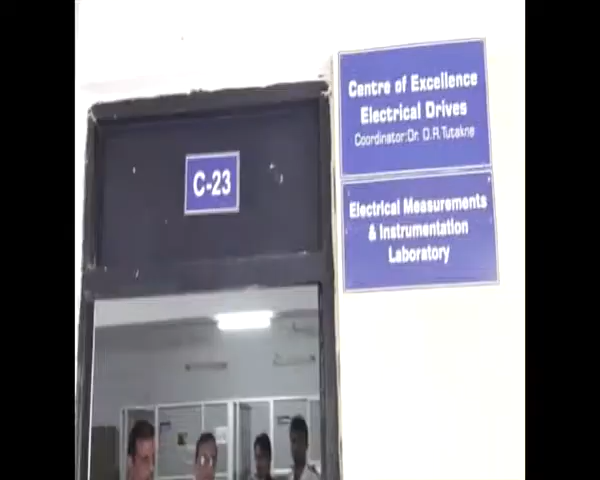 C-23
Centre of Excellence
Electrical Drives
Coordinator:Dr. D.R.Tutakne
Electrical Measurements
& Instrumentation
Laboratory